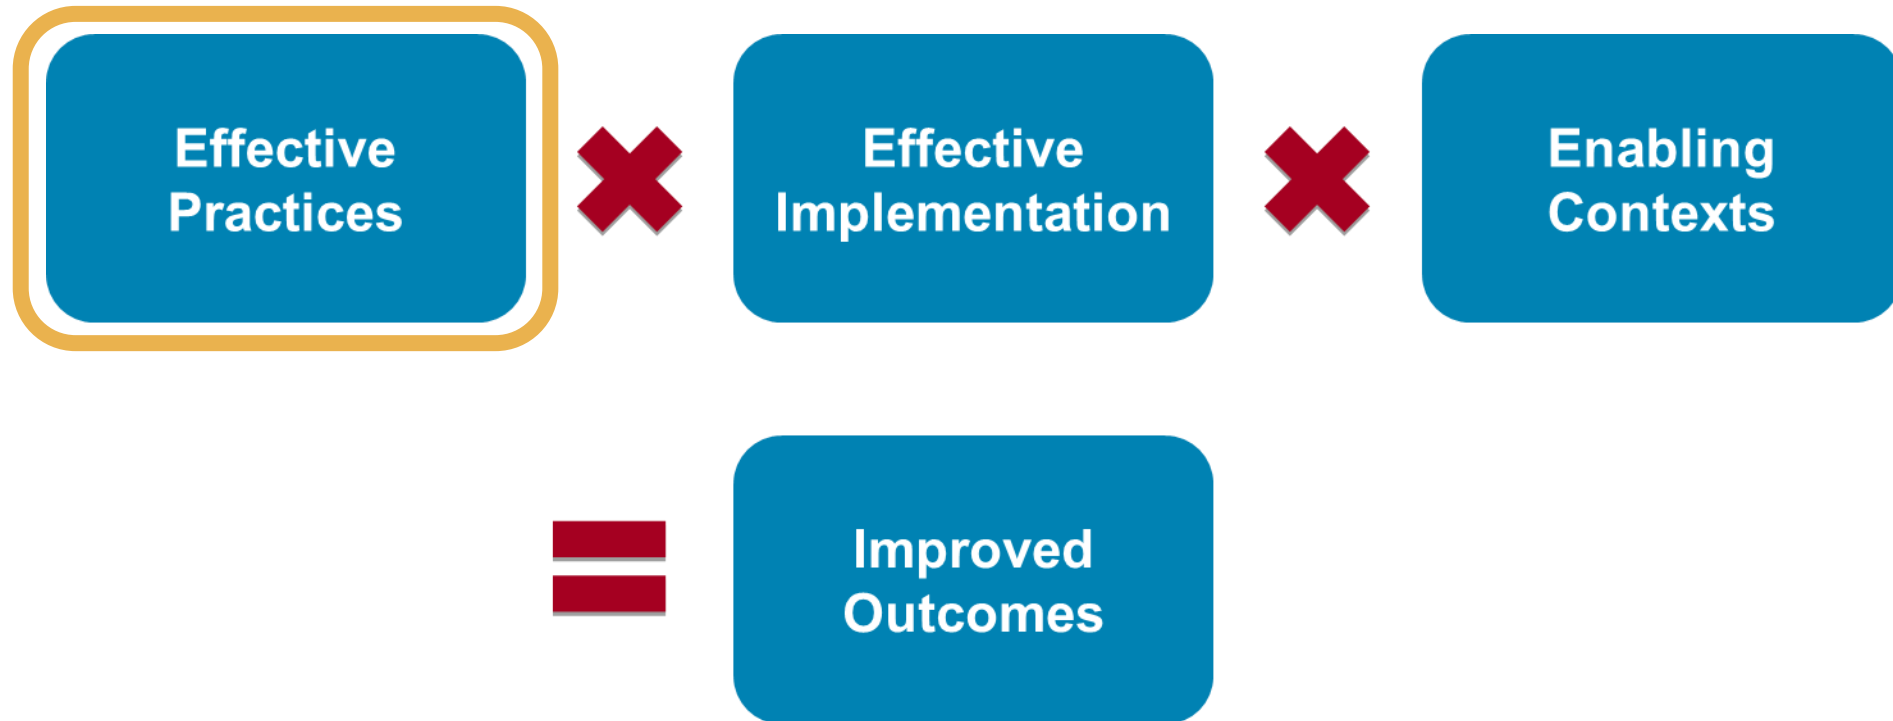 Effective
Practices
Effective
Implementation
Enabling
Contexts
Improved
Outcomes